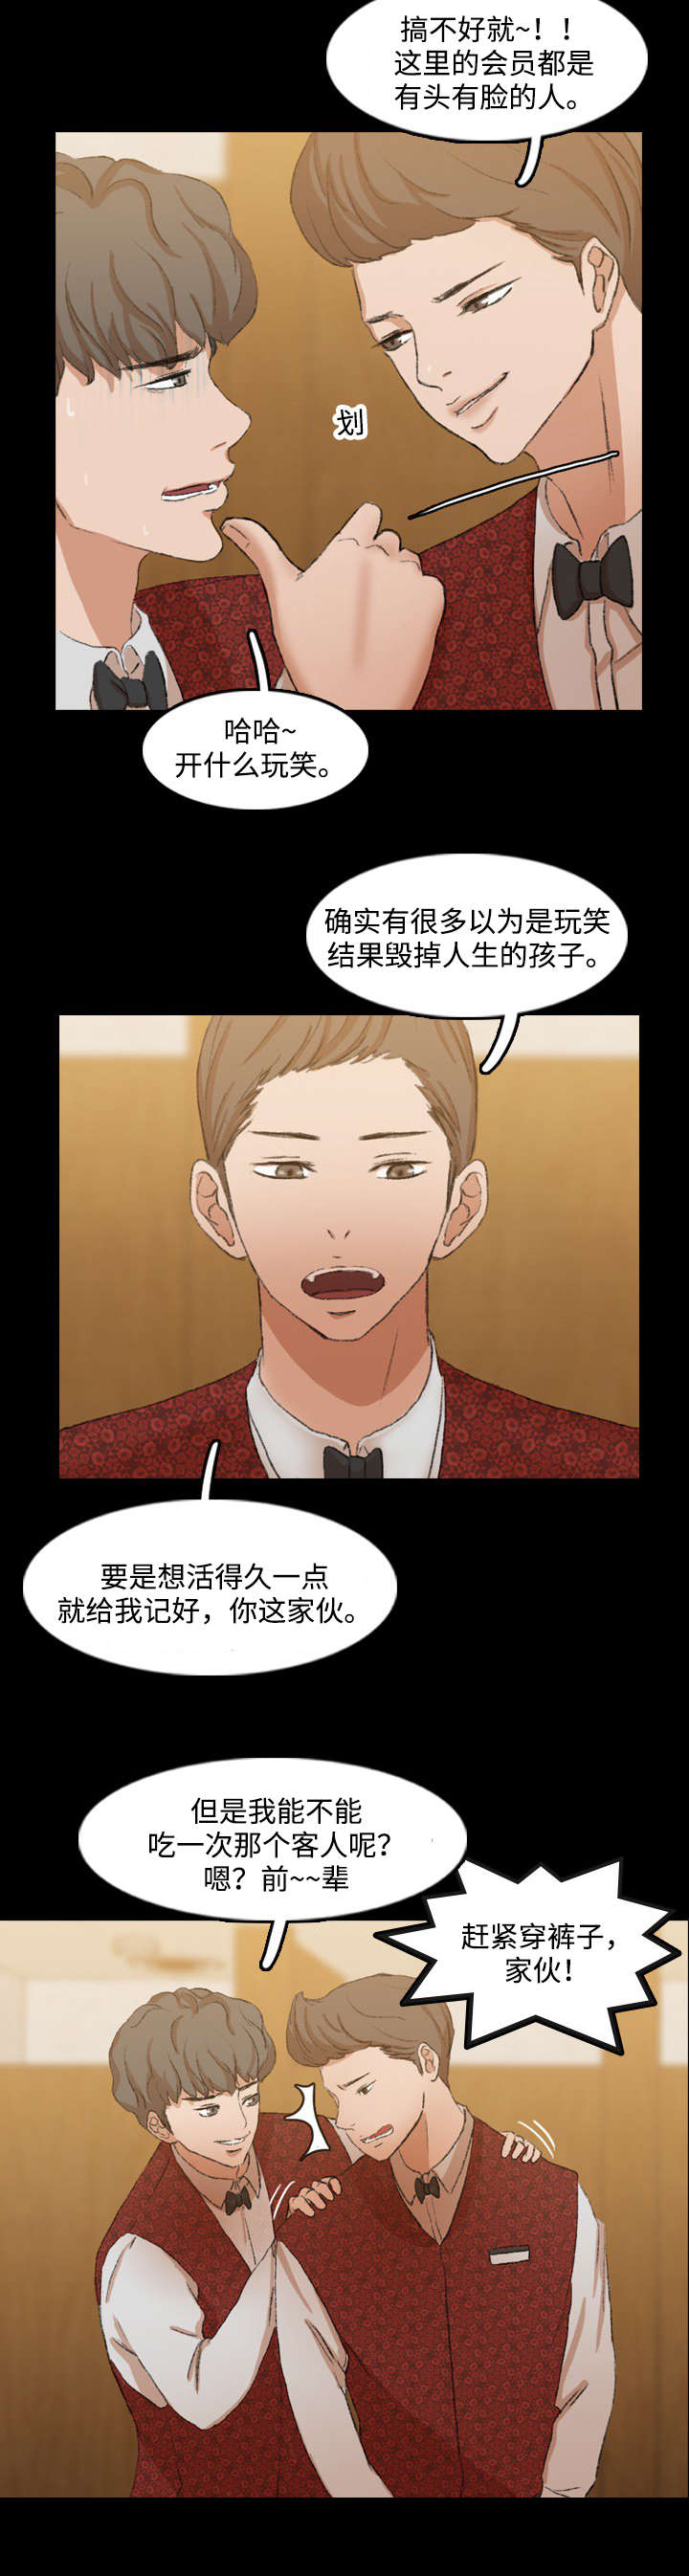 搞不好就~！！
这里的会员都是
有头有脸的人。
划
哈哈~
开什么玩笑。
确实有很多以为是玩笑
结果毁掉人生的孩子。
要是想活得久一点
就给我记好，你这家伙。
但是我能不能
吃一次那个客人呢？
嗯？前~~辈
赶紧穿裤子，
家伙！